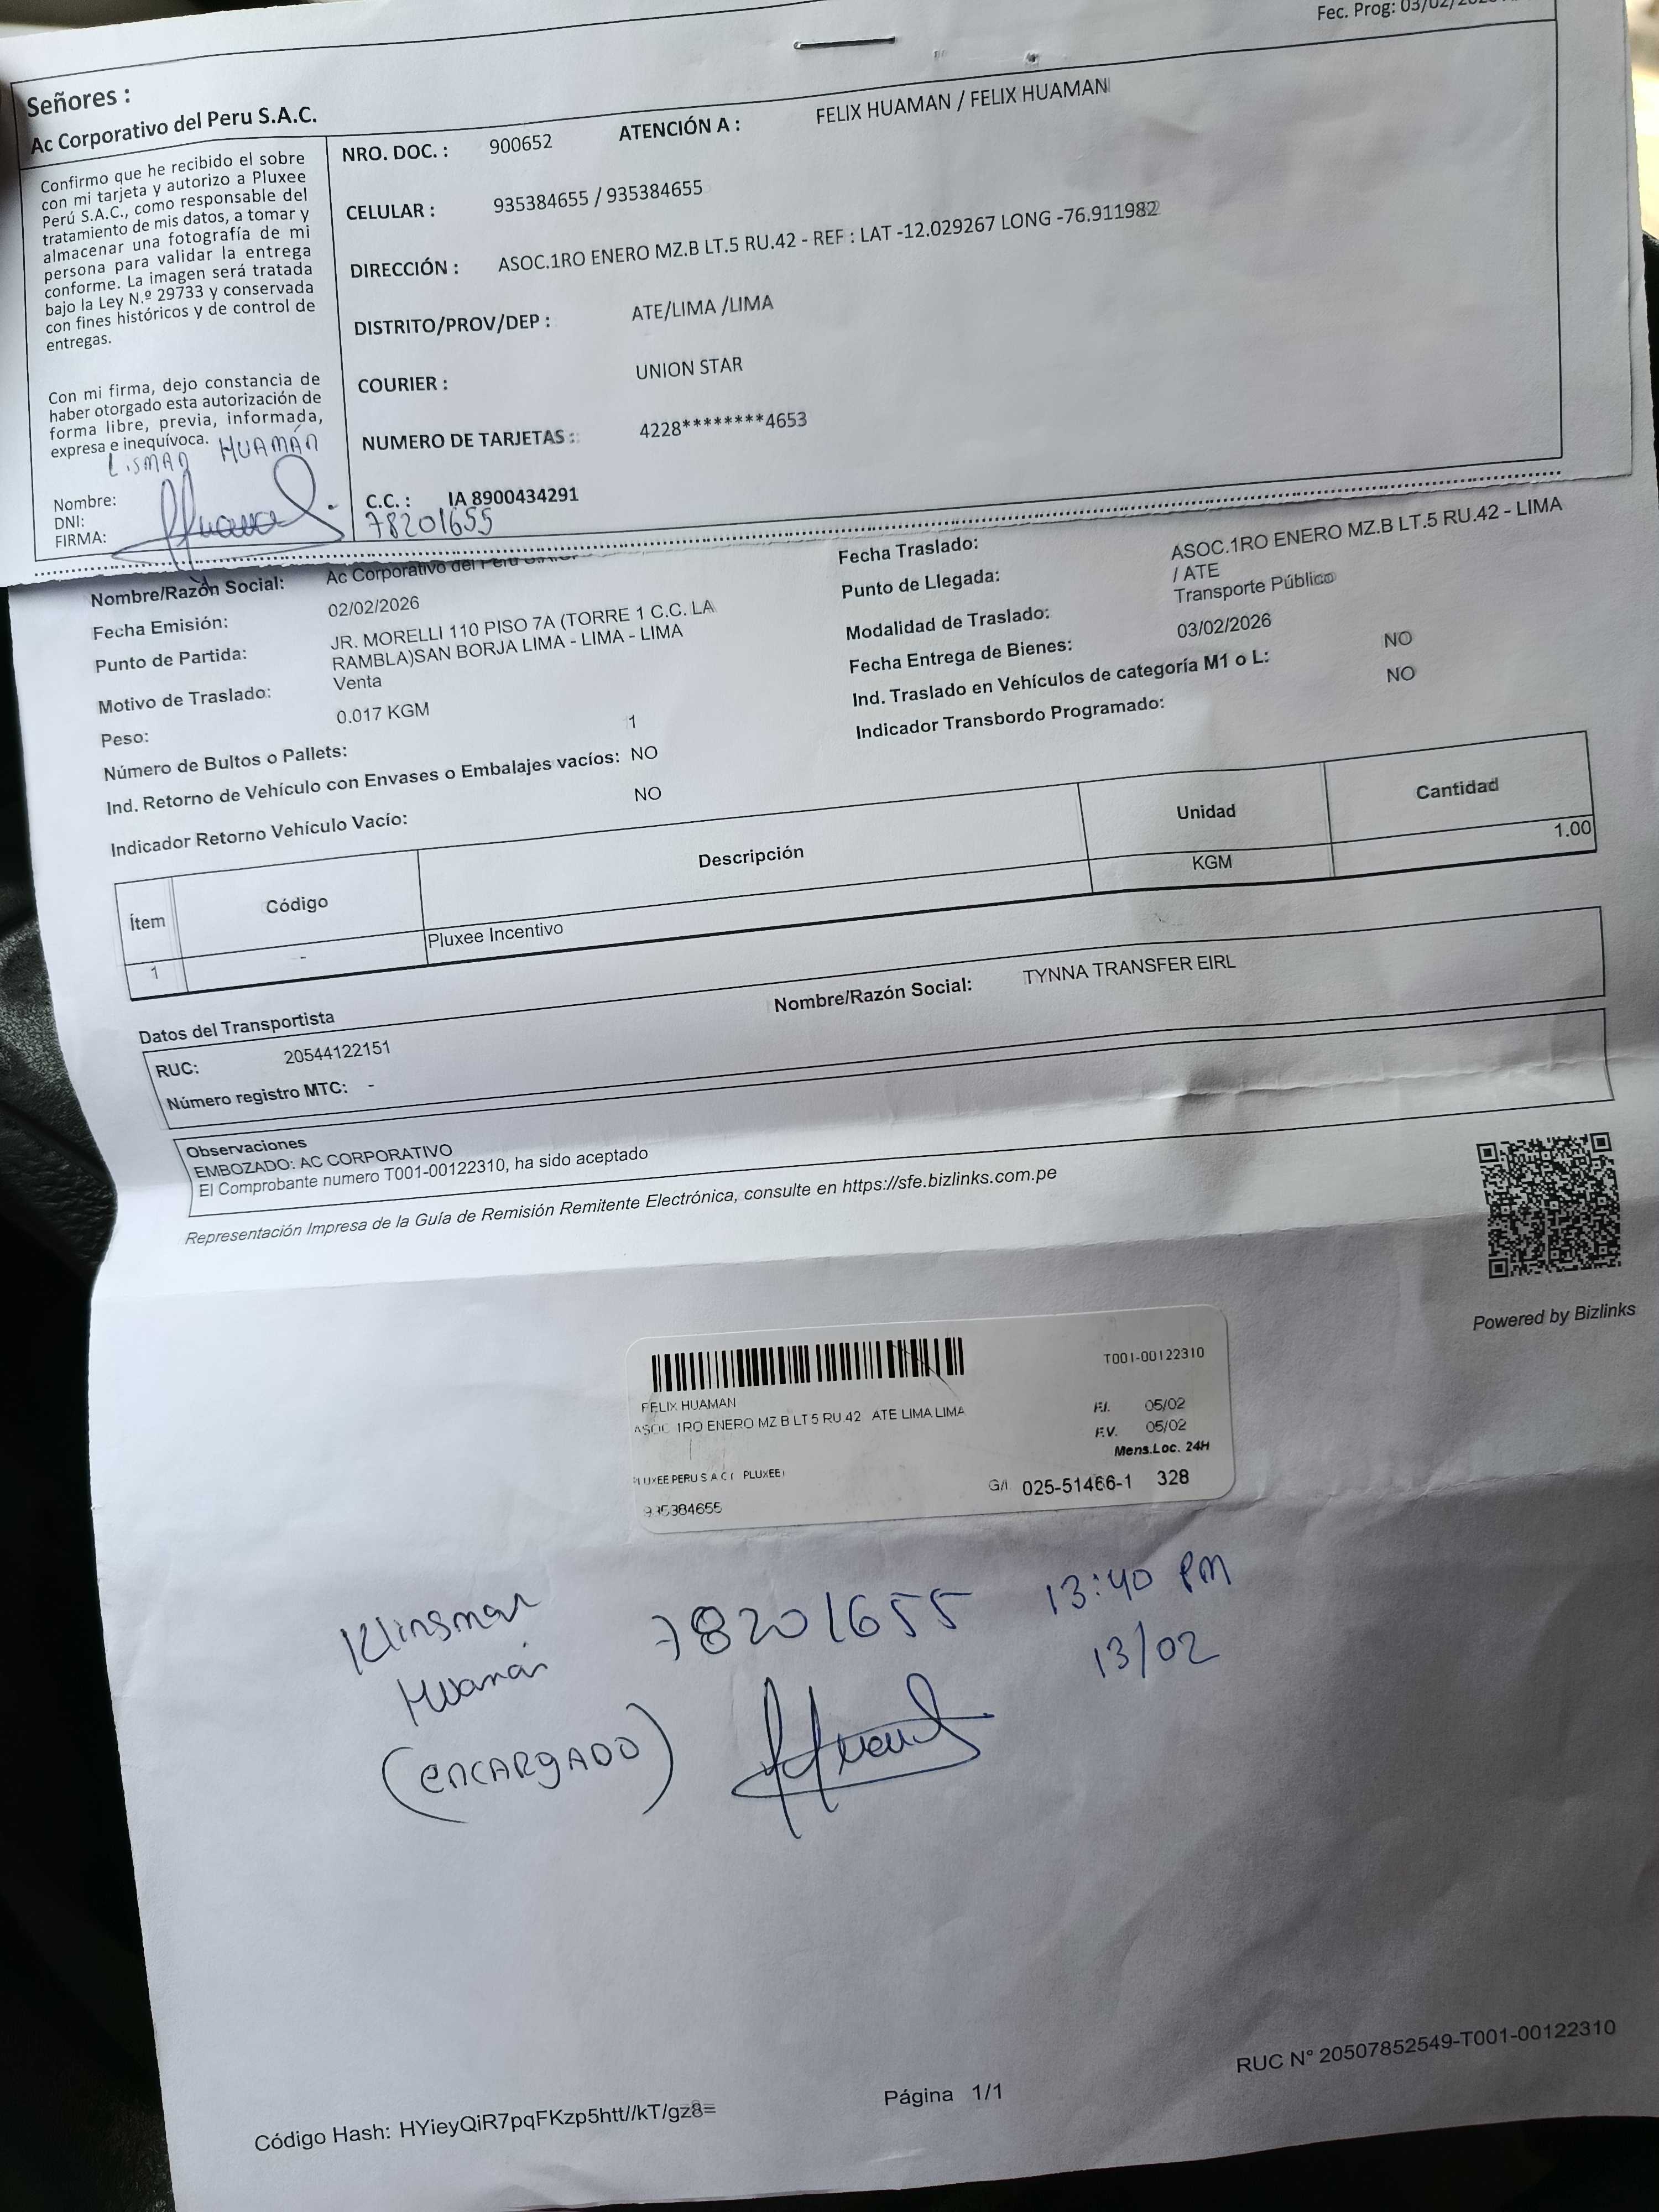 Fec. Prog: 03/02/
Señores :
Ac Corporativo del Peru S.A.C.
Confirmo que he recibido el sobre
con mi tarjeta y autorizo a Pluxee
Perú S.A.C., como responsable del
tratamiento de mis datos, a tomar y
almacenar una fotografía de mi
persona para validar la entrega
conforme. La imagen será tratada
bajo la Ley N.º 29733 y conservada
con fines históricos y de control de
entregas.
Con mi firma, dejo constancia de
haber otorgado esta autorización de
forma libre, previa, informada,
expresa e inequívoca.
LISMAN HUAMÁN
Nombre:
DNI:
FIRMA:
NRO. DOC. : 900652 ATENCIÓN A : FELIX HUAMAN / FELIX HUAMAN
CELULAR : 935384655 / 935384655
DIRECCIÓN : ASOC.1RO ENERO MZ.B LT.5 RU.42 - REF : LAT -12.029267 LONG -76.911982
DISTRITO/PROV/DEP : ATE/LIMA /LIMA
COURIER : UNION STAR
NUMERO DE TARJETAS : 4228********4653
C.C. : IA 8900434291
78201655
Nombre/Razón Social: Ac Corporativo del Peru S.A.C.
Fecha Emisión: 02/02/2026
Punto de Partida: JR. MORELLI 110 PISO 7A (TORRE 1 C.C. LA
RAMBLA)SAN BORJA LIMA - LIMA - LIMA
Motivo de Traslado: Venta
Peso: 0.017 KGM
Número de Bultos o Pallets: 1
Ind. Retorno de Vehículo con Envases o Embalajes vacíos: NO
Indicador Retorno Vehículo Vacío: NO
Fecha Traslado:
Punto de Llegada: ASOC.1RO ENERO MZ.B LT.5 RU.42 - LIMA
/ ATE
Modalidad de Traslado: Transporte Público
Fecha Entrega de Bienes: 03/02/2026
Ind. Traslado en Vehículos de categoría M1 o L: NO
Indicador Transbordo Programado: NO
Ítem Código Descripción Unidad Cantidad
1 - Pluxee Incentivo KGM 1.00
Datos del Transportista
RUC: 20544122151 Nombre/Razón Social: TYNNA TRANSFER EIRL
Número registro MTC: -
Observaciones
EMBOZADO: AC CORPORATIVO
El Comprobante numero T001-00122310, ha sido aceptado
Representación Impresa de la Guía de Remisión Remitente Electrónica, consulte en https://sfe.bizlinks.com.pe
Powered by Bizlinks
T001-00122310
FELIX HUAMAN
ASOC 1RO ENERO MZ B LT 5 RU 42 ATE LIMA LIMA
F.I. 05/02
F.V. 05/02
Mens.Loc. 24H
PLUXEE PERU S A C ( PLUXEE)
G/I 025-51466-1 328
935384655
Klinsman 78201655 13:40 PM
Huamán 13/02
(ENCARGADO)
RUC N° 20507852549-T001-00122310
Página 1/1
Código Hash: HYieyQiR7pqFKzp5htt//kT/gz8=